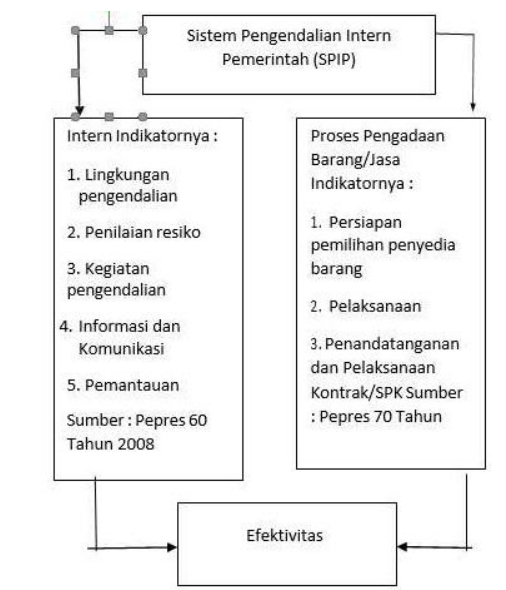 Sistem Pengendalian Intern
Pemerintah (SPIP)
Intern Indikatornya :
1. Lingkungan
pengendalian
2. Penilaian resiko
3. Kegiatan
pengendalian
4. Informasi dan
Komunikasi
5. Pemantauan
Sumber : Pepres 60
Tahun 2008
Proses Pengadaan
Barang/Jasa
Indikatornya :
1. Persiapan
pemilihan penyedia
barang
2. Pelaksanaan
3. Penandatanganan
dan Pelaksanaan
Kontrak/SPK Sumber
: Pepres 70 Tahun
Efektivitas